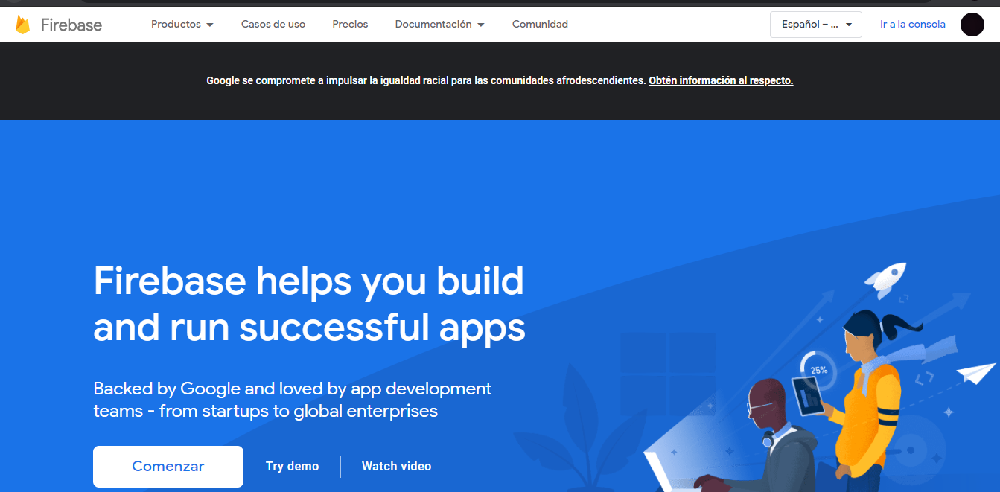 Firebase
Productos
Casos de uso
Precios
Documentación
Comunidad
Español – ...
Ir a la consola
Google se compromete a impulsar la igualdad racial para las comunidades afrodescendientes. Obtén información al respecto.
Firebase helps you build
and run successful apps
Backed by Google and loved by app development
teams - from startups to global enterprises
Comenzar
Try demo
Watch video
25%